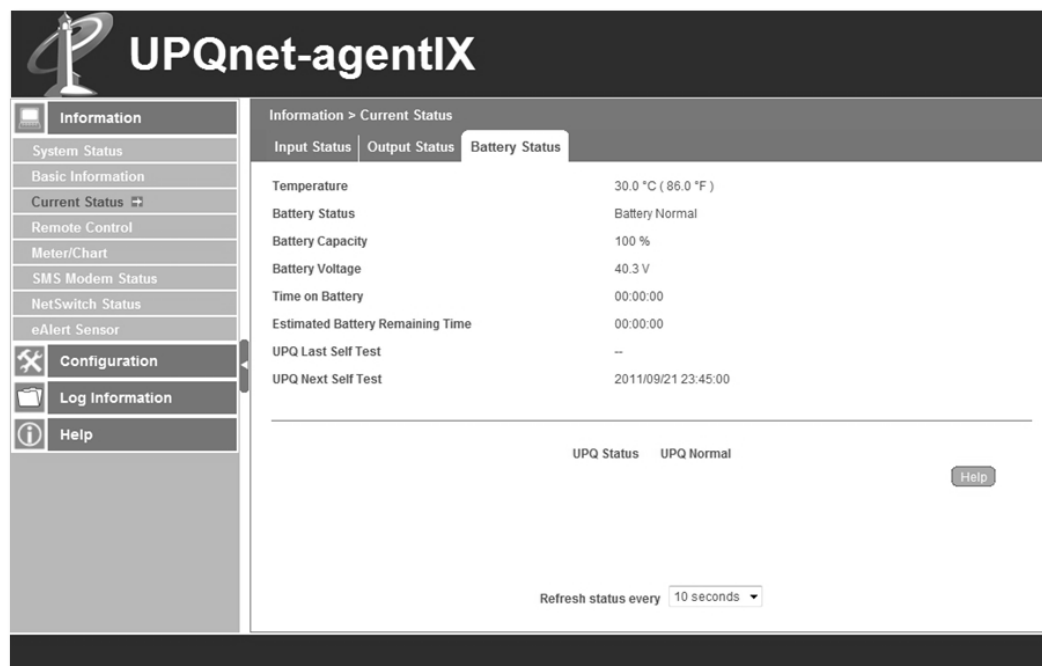 UPQnet-agentIX
Information
System Status
Basic Information
Current Status
Remote Control
Meter/Chart
SMS Modem Status
NetSwitch Status
eAlert Sensor
Configuration
Log Information
Help
Information > Current Status
Input Status Output Status Battery Status
Temperature 30.0 °C ( 86.0 °F )
Battery Status Battery Normal
Battery Capacity 100 %
Battery Voltage 40.3 V
Time on Battery 00:00:00
Estimated Battery Remaining Time 00:00:00
UPQ Last Self Test --
UPQ Next Self Test 2011/09/21 23:45:00
UPQ Status UPQ Normal
Help
Refresh status every 10 seconds